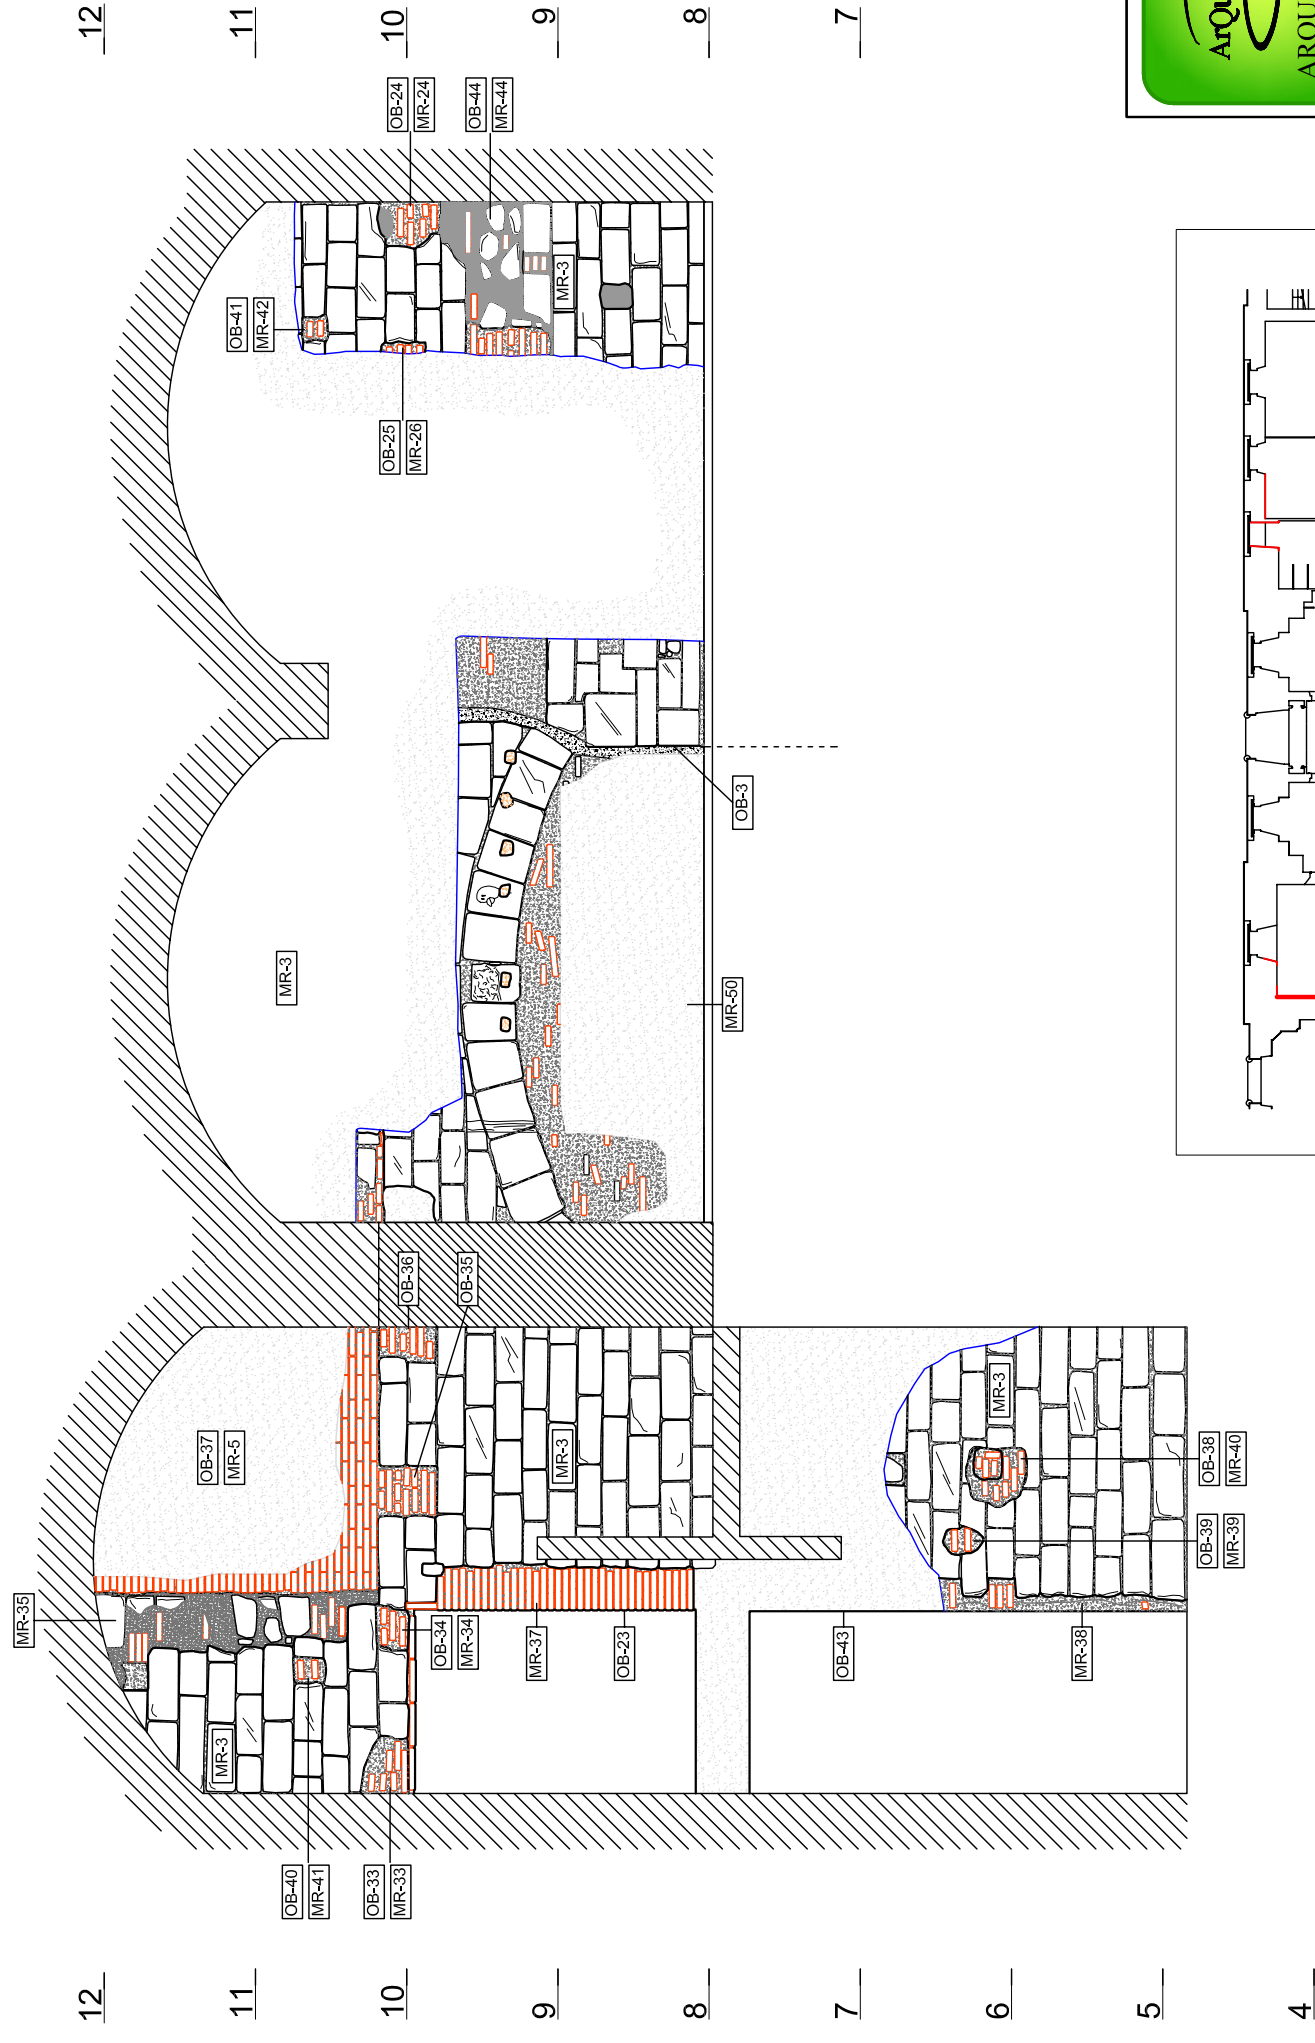 12
11
10
9
8
7
6
5
4
12
11
10
9
8
7
MR-35
OB-37
MR-5
MR-3
OB-40
MR-41
OB-33
MR-33
OB-34
MR-34
MR-37
OB-23
OB-43
MR-38
OB-39
MR-39
OB-38
MR-40
MR-3
MR-3
OB-36
OB-35
MR-3
MR-50
OB-3
OB-25
MR-26
OB-41
MR-42
OB-24
MR-24
OB-44
MR-44
MR-3
ArQu
ARQU